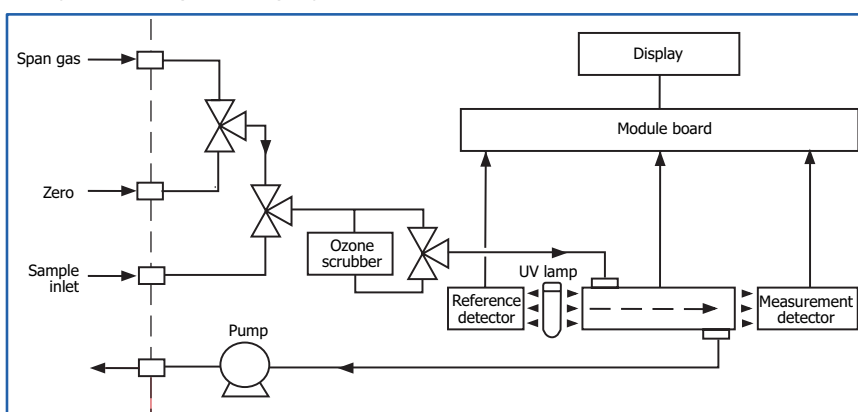 Span gas
Display
Module board
Zero
Ozone
scrubber
Sample
inlet
UV lamp
Reference
detector
Measurement
detector
Pump